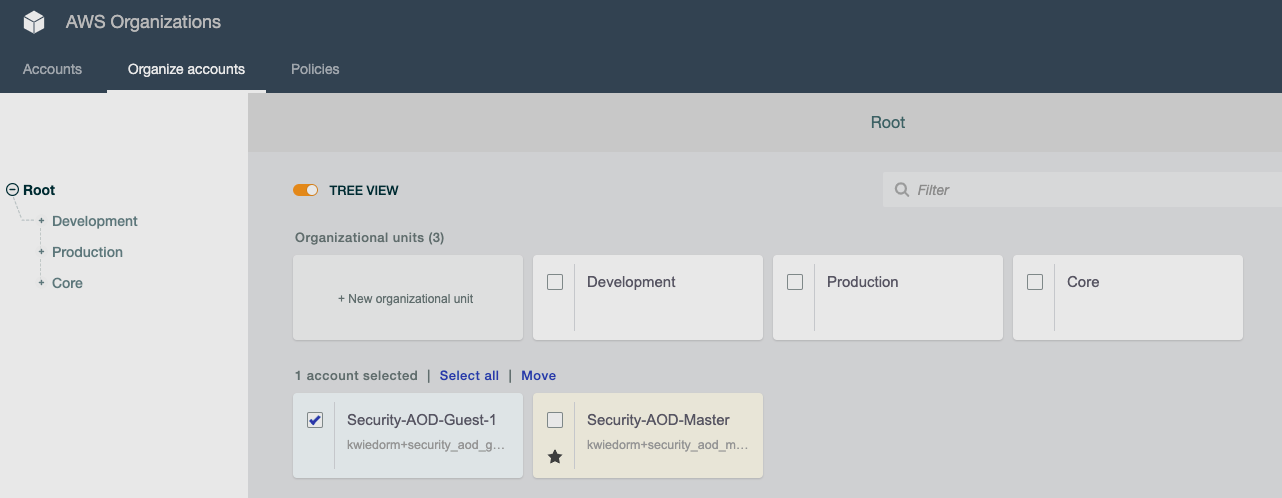 AWS Organizations
Accounts Organize accounts Policies
Root
TREE VIEW
Filter
Root
Development
Production
Core
Organizational units (3)
+ New organizational unit
Development
Production
Core
1 account selected | Select all | Move
Security-AOD-Guest-1
kwiedorm+security_aod_g...
Security-AOD-Master
kwiedorm+security_aod_m...